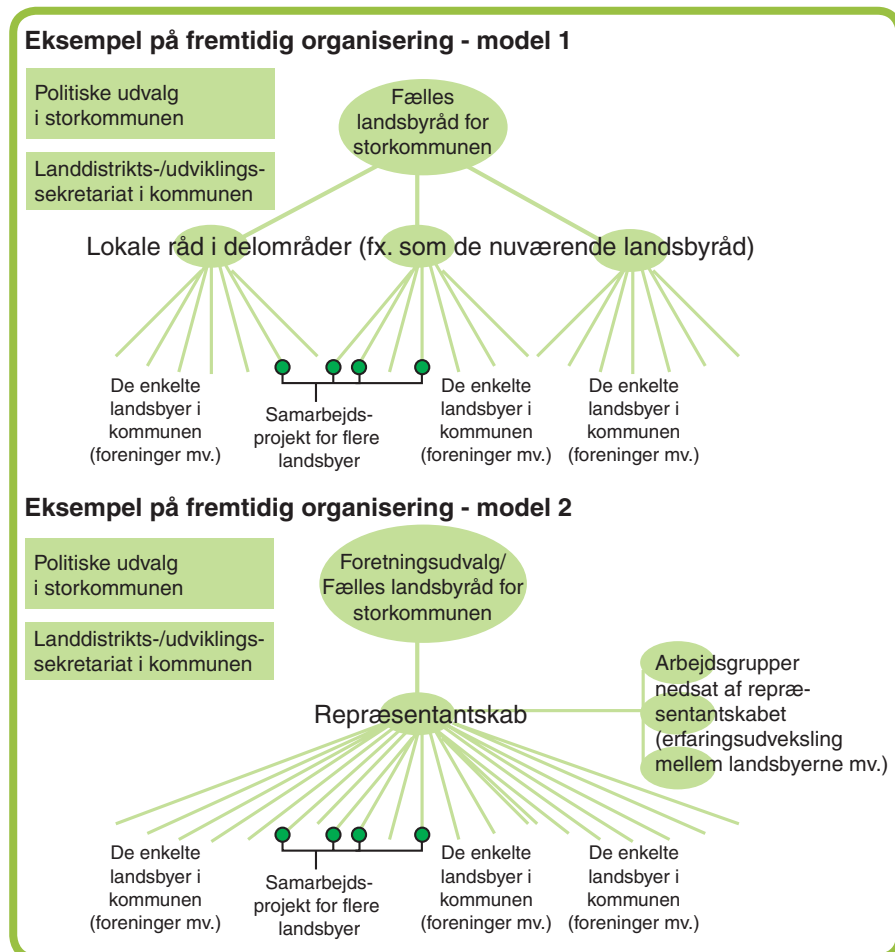 Eksempel på fremtidig organisering - model 1
Politiske udvalg
i storkommunen
Fælles
landsbyråd for
storkommunen
Landdistrikts-/udviklings-
sekretariat i kommunen
Lokale råd i delområder (fx. som de nuværende landsbyråd)
De enkelte
landsbyer i
kommunen
(foreninger mv.)
Samarbejds-
projekt for flere
landsbyer
De enkelte
landsbyer i
kommunen
(foreninger mv.)
De enkelte
landsbyer i
kommunen
(foreninger mv.)
Eksempel på fremtidig organisering - model 2
Politiske udvalg
i storkommunen
Foretningsudvalg/
Fælles landsbyråd for
storkommunen
Landdistrikts-/udviklings-
sekretariat i kommunen
Arbejdsgrupper
nedsat af repræ-
sentantskabet
(erfaringsudveksling
mellem landsbyerne mv.)
Repræsentantskab
De enkelte
landsbyer i
kommunen
(foreninger mv.)
Samarbejds-
projekt for flere
landsbyer
De enkelte
landsbyer i
kommunen
(foreninger mv.)
De enkelte
landsbyer i
kommunen
(foreninger mv.)